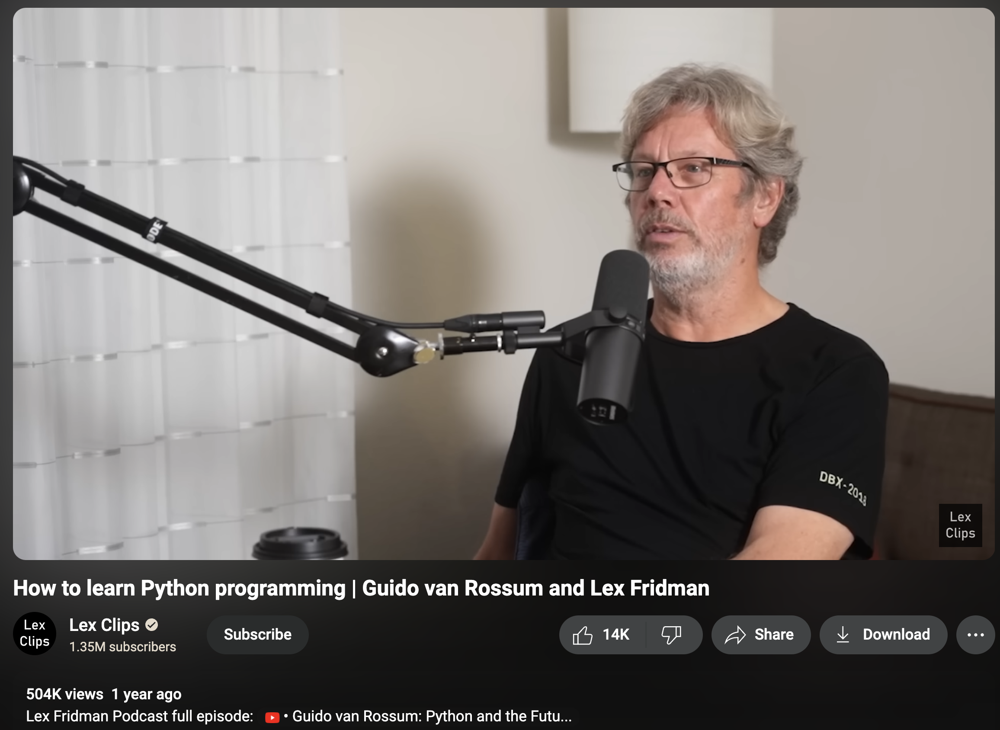 ODE
DBX-2018
Lex
Clips
How to learn Python programming | Guido van Rossum and Lex Fridman
Lex
Clips
Lex Clips
1.35M subscribers
Subscribe
14K
Share
Download
504K views 1 year ago
Lex Fridman Podcast full episode: • Guido van Rossum: Python and the Futu...